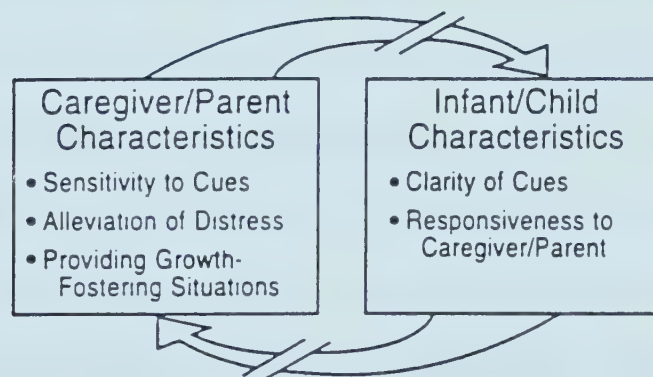 Caregiver/Parent
Characteristics
• Sensitivity to Cues
• Alleviation of Distress
• Providing Growth-
Fostering Situations
Infant/Child
Characteristics
• Clarity of Cues
• Responsiveness to
Caregiver/Parent